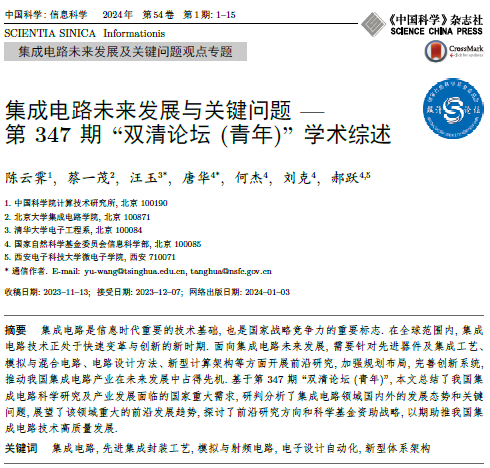 中国科学: 信息科学 2024年 第54卷 第1期: 1–15
SCIENTIA SINICA Informationis
集成电路未来发展及关键问题观点专题
《中国科学》杂志社
SCIENCE CHINA PRESS
CrossMark
集成电路未来发展与关键问题 —
第 347 期 “双清论坛 (青年)” 学术综述
双清论坛
陈云霁1, 蔡一茂2, 汪玉3*, 唐华4*, 何杰4, 刘克4, 郝跃4,5
1. 中国科学院计算技术研究所, 北京 100190
2. 北京大学集成电路学院, 北京 100871
3. 清华大学电子工程系, 北京 100084
4. 国家自然科学基金委员会信息科学部, 北京 100085
5. 西安电子科技大学微电子学院, 西安 710071
* 通信作者. E-mail: yu-wang@tsinghua.edu.cn, tanghua@nsfc.gov.cn
收稿日期: 2023–11–13; 接受日期: 2023–12–07; 网络出版日期: 2024–01–03
摘要 集成电路是信息时代重要的技术基础, 也是国家战略竞争力的重要标志. 在全球范围内, 集成
电路技术正处于快速变革与创新的新时期. 面向集成电路未来发展, 需要针对先进器件及集成工艺、
模拟与混合电路、电路设计方法、新型计算架构等方面开展前沿研究, 加强规划布局, 完善创新系统,
推动我国集成电路产业在未来发展中占得先机. 基于第 347 期 “双清论坛 (青年)”, 本文总结了我国集
成电路科学研究及产业发展面临的国家重大需求, 研判分析了集成电路领域国内外的发展态势和关键
问题, 展望了该领域重大的前沿发展趋势, 探讨了前沿研究方向和科学基金资助战略, 以期助推我国集
成电路技术高质量发展.
关键词 集成电路, 先进集成封装工艺, 模拟与射频电路, 电子设计自动化, 新型体系架构